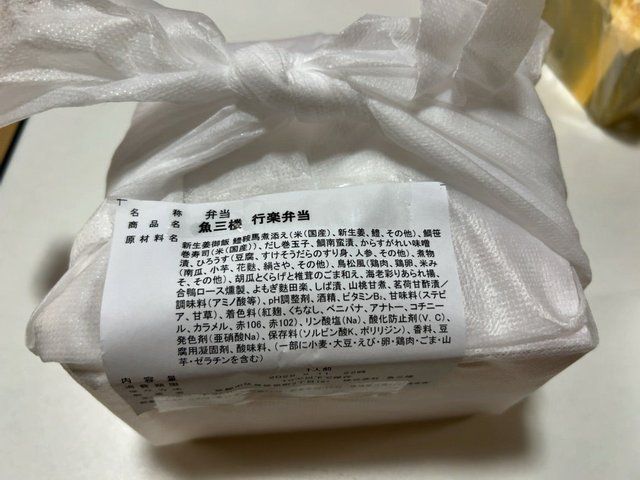 名　　称　　弁当
商　品　名　　魚三楼　行楽弁当
原材料名　新生姜御飯 鱧鞍馬煮添え(米(国産)、新生姜、鱧、その他)、鯛笹
巻寿司(米(国産))、だし巻玉子、鯛南蛮漬、からすがれい味噌
漬、ひろうす(豆腐、すけそうだらのすり身、人参、その他)、煮物
(南瓜、小芋、花麩、絹さや、その他)、鳥松風(鶏肉、鶏卵、米み
そ、その他)、胡瓜とくらげと椎茸のごま和え、海老彩りあられ揚、
合鴨ロース燻製、よもぎ麩田楽、しば漬、山桃甘煮、茗荷甘酢漬／
調味料(アミノ酸等)、pH調整剤、酒精、ビタミンB₁、甘味料(ステビ
ア、甘草)、着色料(紅麹、くちなし、ベニバナ、アナトー、コチニー
ル、カラメル、赤106、赤102)、リン酸塩(Na)、酸化防止剤(V.C)、
発色剤(亜硝酸Na)、保存料(ソルビン酸K、ポリリジン)、香料、豆
腐用凝固剤、酸味料、(一部に小麦・大豆・えび・卵・鶏肉・ごま・山
芋・ゼラチンを含む)
内 容 量　1人前
消 費 期 限